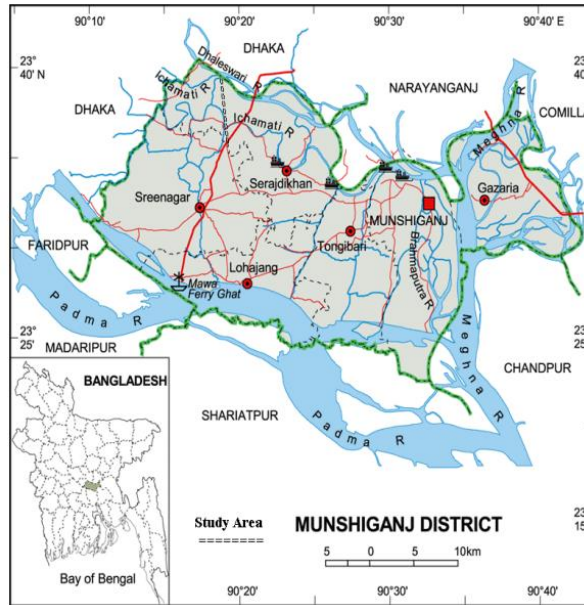 90°10' 90°20' 90°30' 90°40' E
23°
40' N
DHAKA
Dhaleswari R
Ichamati R
NARAYANGANJ
COMILLA
DHAKA
Ichamati R
Meghna R
Serajdikhan
Gazaria
Sreenagar
MUNSHIGANJ
Tongibari
Brahmaputra R
FARIDPUR
Lohajang
Mawa
Ferry Ghat
Padma R
Meghna R
23°
25'
MADARIPUR
CHANDPUR
BANGLADESH
SHARIATPUR
Padma R
Study Area
MUNSHIGANJ DISTRICT
5 0 5 10km
Bay of Bengal
90°20' 90°30' 90°40'